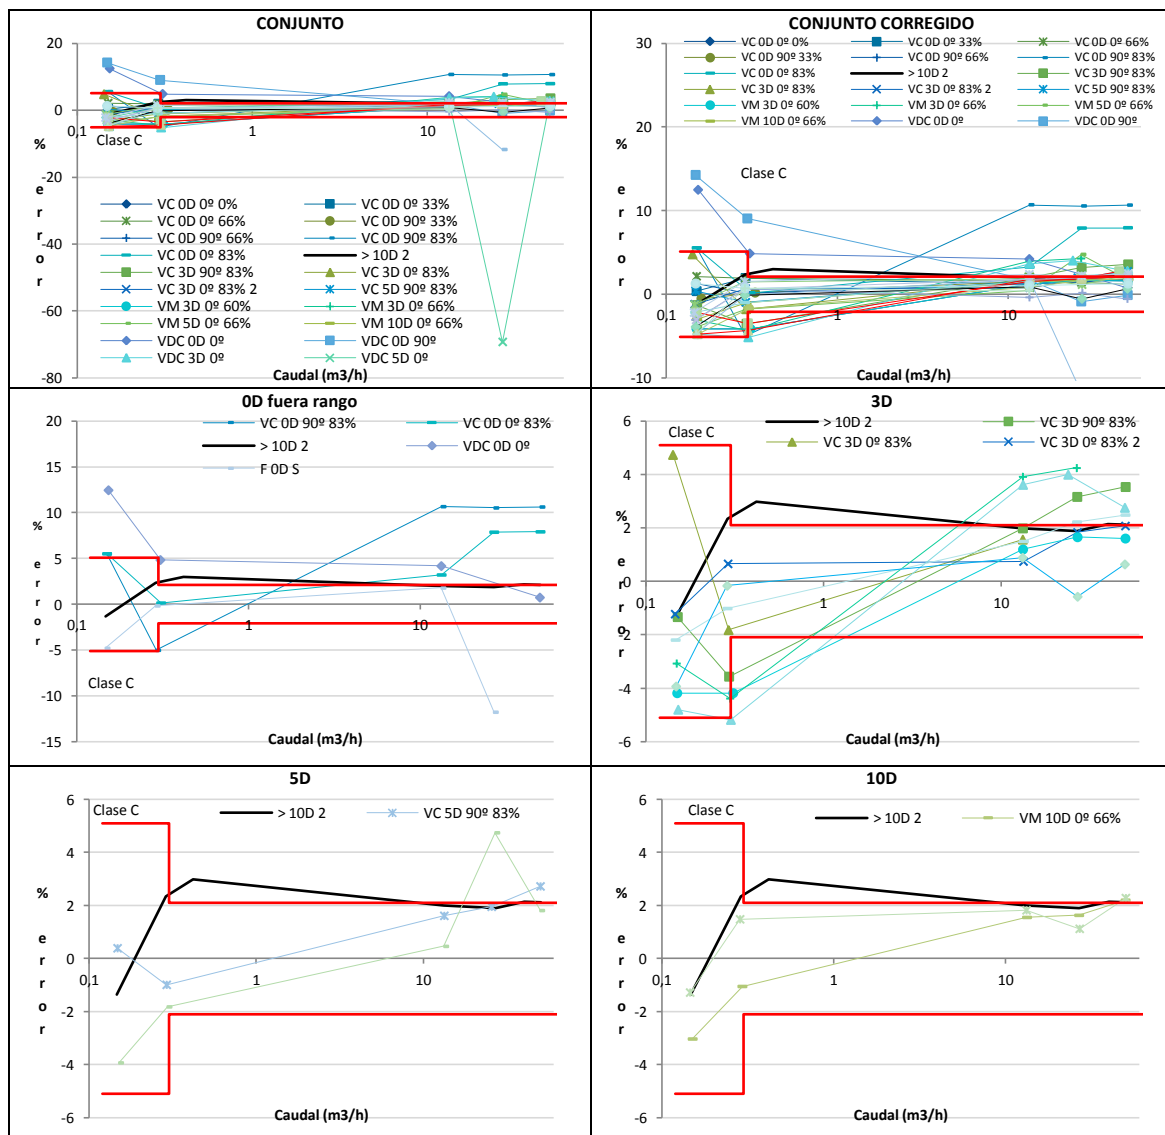 CONJUNTO
20
10
0
-20
-40
-60
-80
0,1
1
10
Clase C
% error
Caudal (m3/h)
VC 0D 0º 0%
VC 0D 0º 33%
VC 0D 0º 66%
VC 0D 90º 33%
VC 0D 90º 66%
VC 0D 90º 83%
VC 0D 0º 83%
> 10D 2
VC 3D 90º 83%
VC 3D 0º 83%
VC 3D 0º 83% 2
VC 5D 90º 83%
VM 3D 0º 60%
VM 3D 0º 66%
VM 5D 0º 66%
VM 10D 0º 66%
VDC 0D 0º
VDC 0D 90º
VDC 3D 0º
VDC 5D 0º
CONJUNTO CORREGIDO
VC 0D 0º 0%
VC 0D 0º 33%
VC 0D 0º 66%
VC 0D 90º 33%
VC 0D 90º 66%
VC 0D 90º 83%
VC 0D 0º 83%
> 10D 2
VC 3D 90º 83%
VC 3D 0º 83%
VC 3D 0º 83% 2
VC 5D 90º 83%
VM 3D 0º 60%
VM 3D 0º 66%
VM 5D 0º 66%
VM 10D 0º 66%
VDC 0D 0º
VDC 0D 90º
30
20
10
0
-10
0,1
1
10
Clase C
% error
Caudal (m3/h)
0D fuera rango
VC 0D 90º 83%
VC 0D 0º 83%
> 10D 2
VDC 0D 0º
F 0D S
20
15
10
5
0
-5
-10
-15
0,1
1
10
Clase C
Clase C
% error
Caudal (m3/h)
3D
> 10D 2
VC 3D 90º 83%
VC 3D 0º 83%
VC 3D 0º 83% 2
6
4
2
0
-2
-4
-6
0,1
1
10
Clase C
% error
Caudal (m3/h)
5D
> 10D 2
VC 5D 90º 83%
6
4
2
0
-2
-4
-6
0,1
1
10
Clase C
% error
Caudal (m3/h)
10D
> 10D 2
VM 10D 0º 66%
6
4
2
0
-2
-4
-6
0,1
1
10
Clase C
% error
Caudal (m3/h)